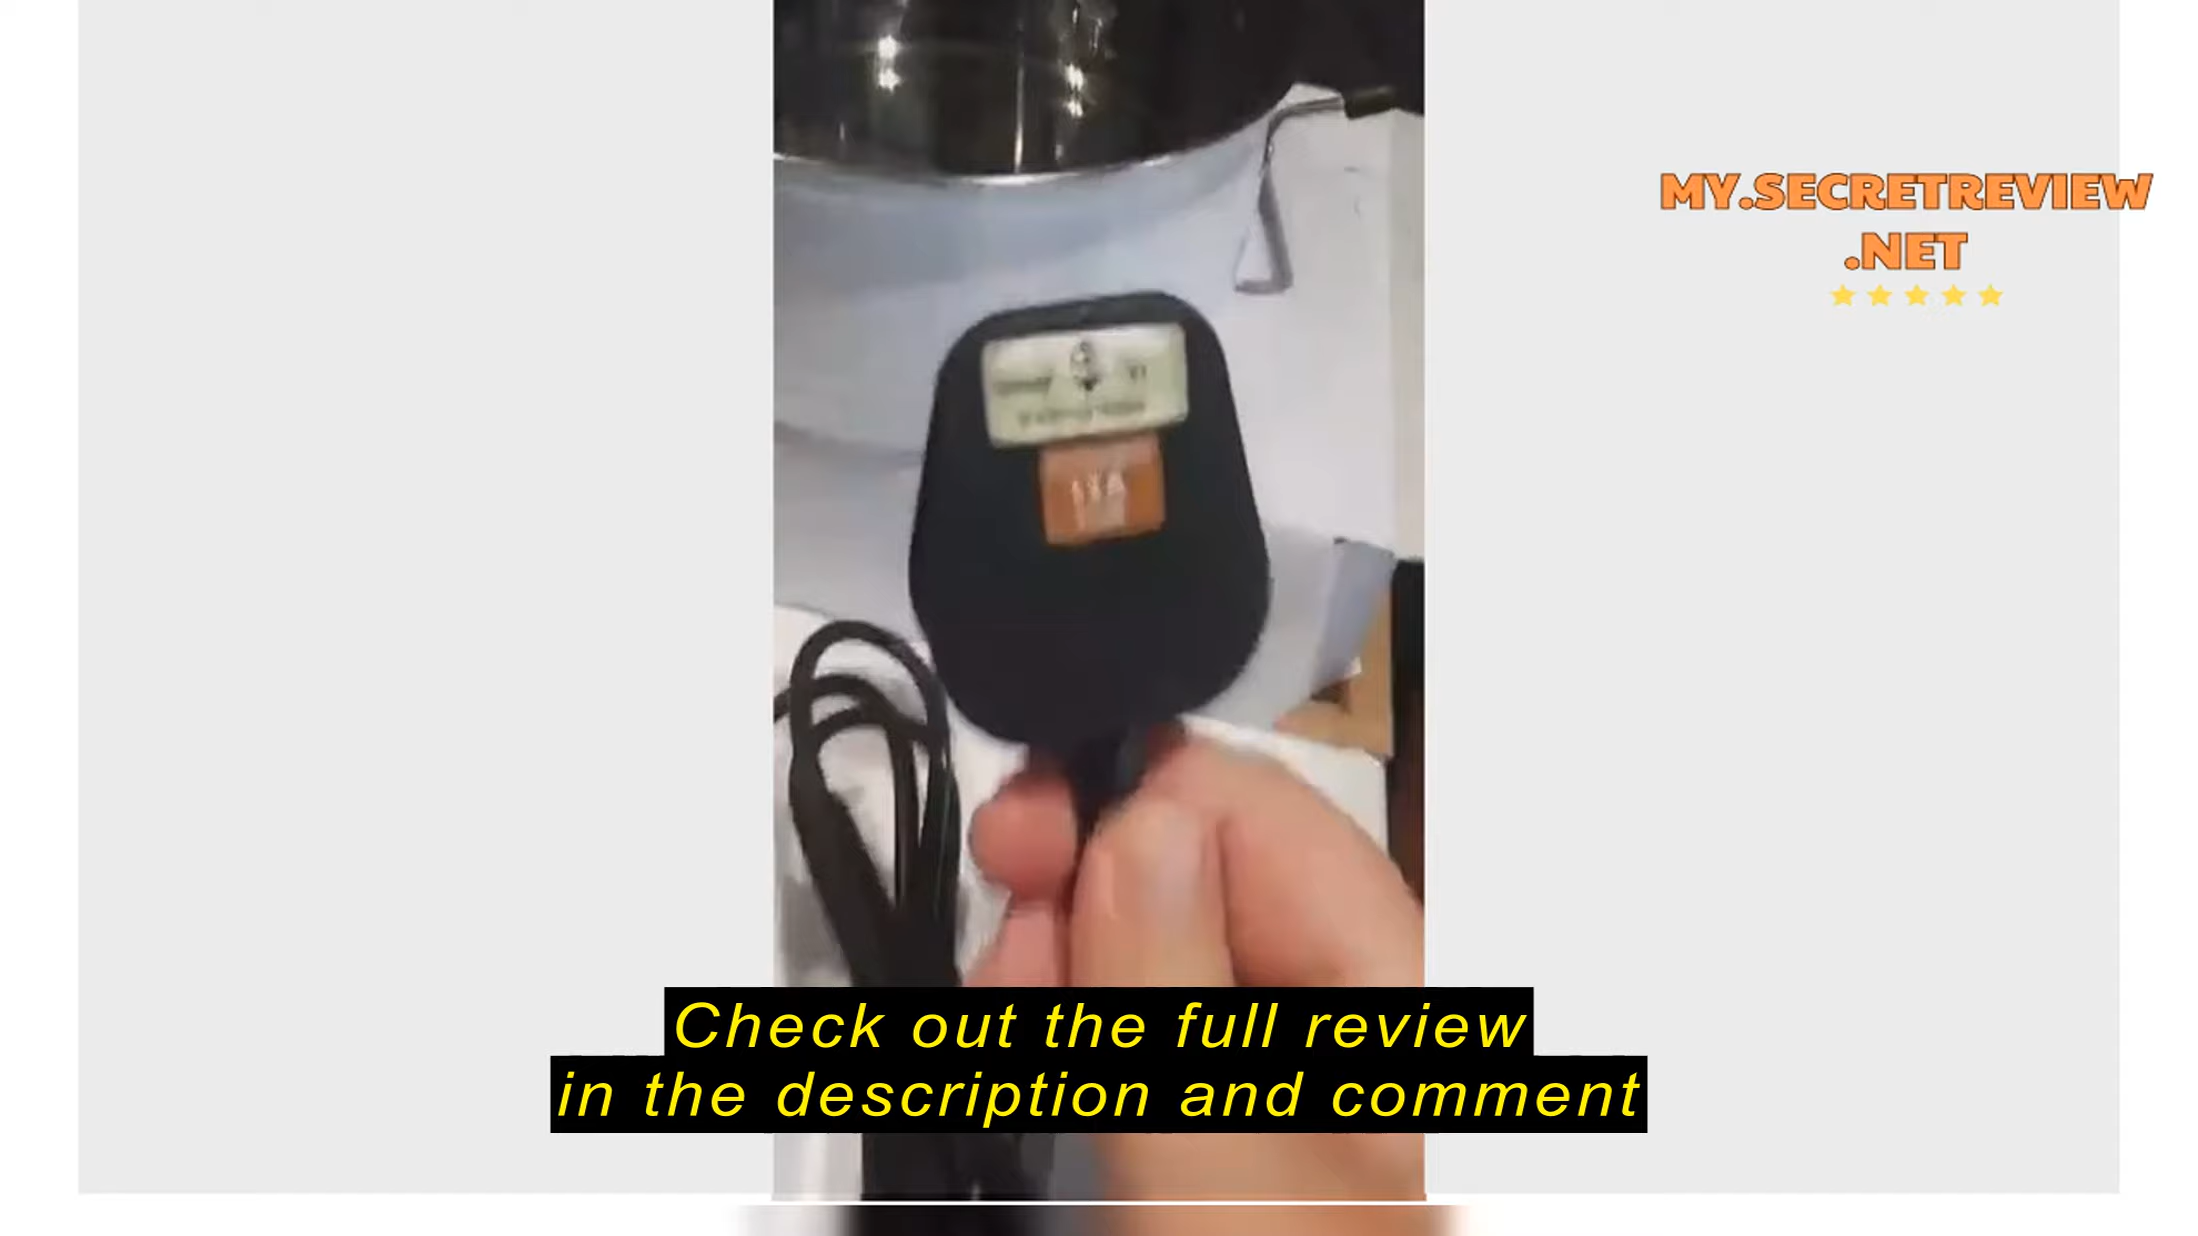 MY.SECRETREVIEW
.NET
Check out the full review
in the description and comment